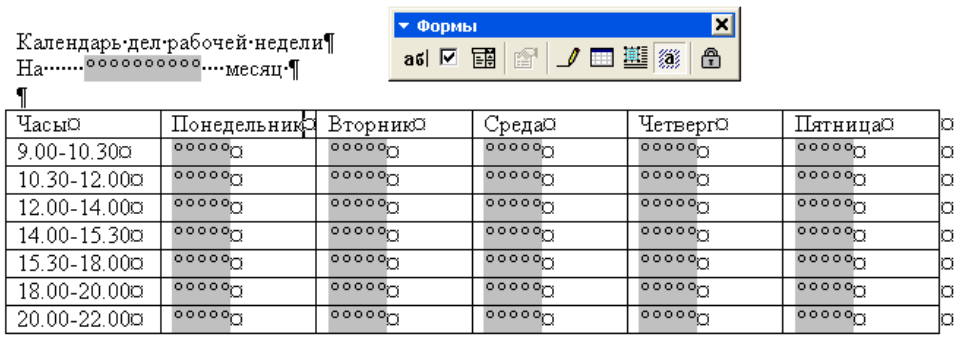 Формы
аб|
Календарь·дел·рабочей·недели¶
На·······°°°°°°°°°°····месяц·¶
¶
Часы¤ Понедельник¤ Вторник¤ Среда¤ Четверг¤ Пятница¤ ¤
9.00-10.30¤ °°°°°¤ °°°°°¤ °°°°°¤ °°°°°¤ °°°°°¤ ¤
10.30-12.00¤ °°°°°¤ °°°°°¤ °°°°°¤ °°°°°¤ °°°°°¤ ¤
12.00-14.00¤ °°°°°¤ °°°°°¤ °°°°°¤ °°°°°¤ °°°°°¤ ¤
14.00-15.30¤ °°°°°¤ °°°°°¤ °°°°°¤ °°°°°¤ °°°°°¤ ¤
15.30-18.00¤ °°°°°¤ °°°°°¤ °°°°°¤ °°°°°¤ °°°°°¤ ¤
18.00-20.00¤ °°°°°¤ °°°°°¤ °°°°°¤ °°°°°¤ °°°°°¤ ¤
20.00-22.00¤ °°°°°¤ °°°°°¤ °°°°°¤ °°°°°¤ °°°°°¤ ¤